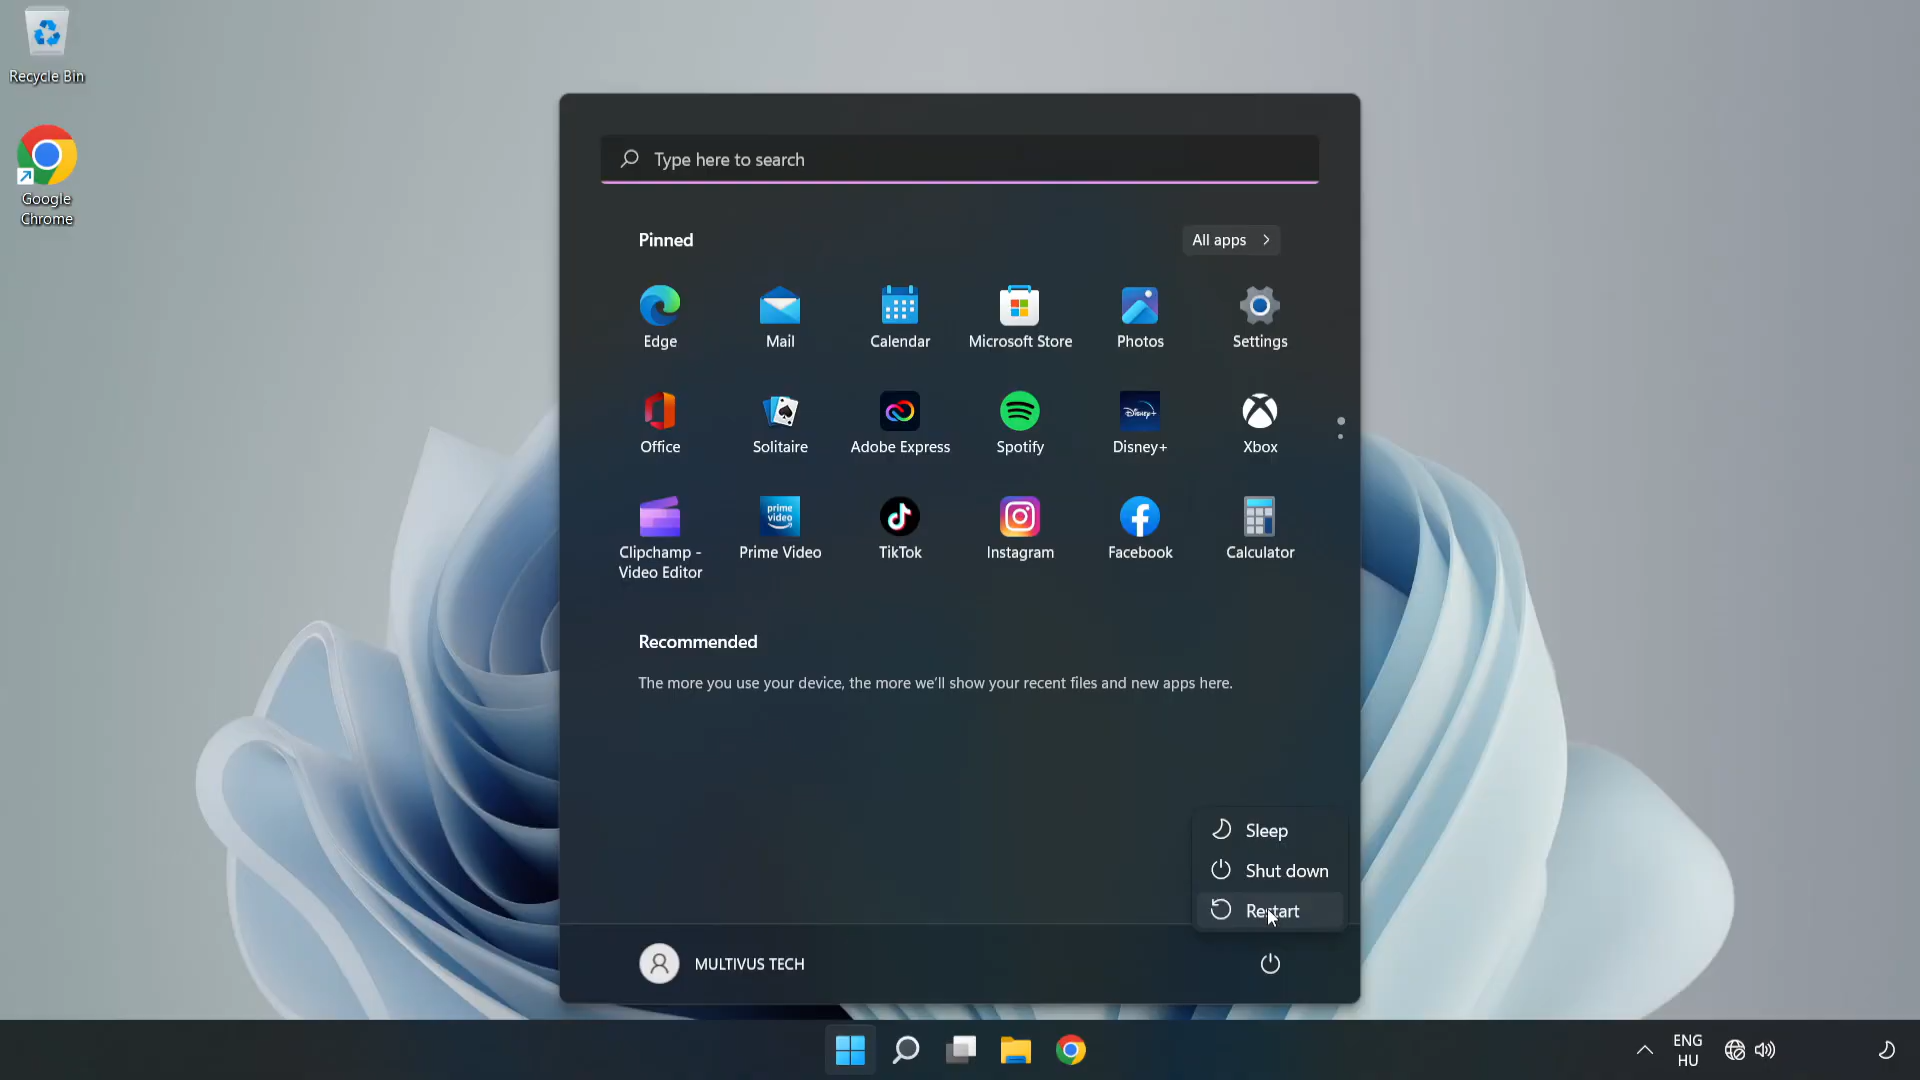 Recycle Bin
Google
Chrome
Type here to search
Pinned
All apps
Edge
Mail
Calendar
Microsoft Store
Photos
Settings
Office
Solitaire
Adobe Express
Spotify
Disney+
Disney+
Xbox
prime
video
Clipchamp -
Video Editor
Prime Video
TikTok
Instagram
Facebook
Calculator
Recommended
The more you use your device, the more we'll show your recent files and new apps here.
Sleep
Shut down
Restart
MULTIVUS TECH
ENG
HU